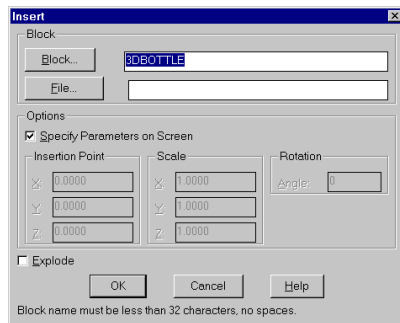 Insert
Block
Block... 3DBOTTLE
File...
Options
Specify Parameters on Screen
Insertion Point Scale Rotation
X: 0.0000 X: 1.0000 Angle: 0
Y: 0.0000 Y: 1.0000
Z: 0.0000 Z: 1.0000
Explode
OK Cancel Help
Block name must be less than 32 characters, no spaces.